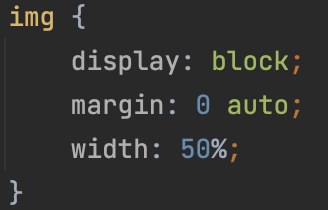 img {
    display: block;
    margin: 0 auto;
    width: 50%;
}